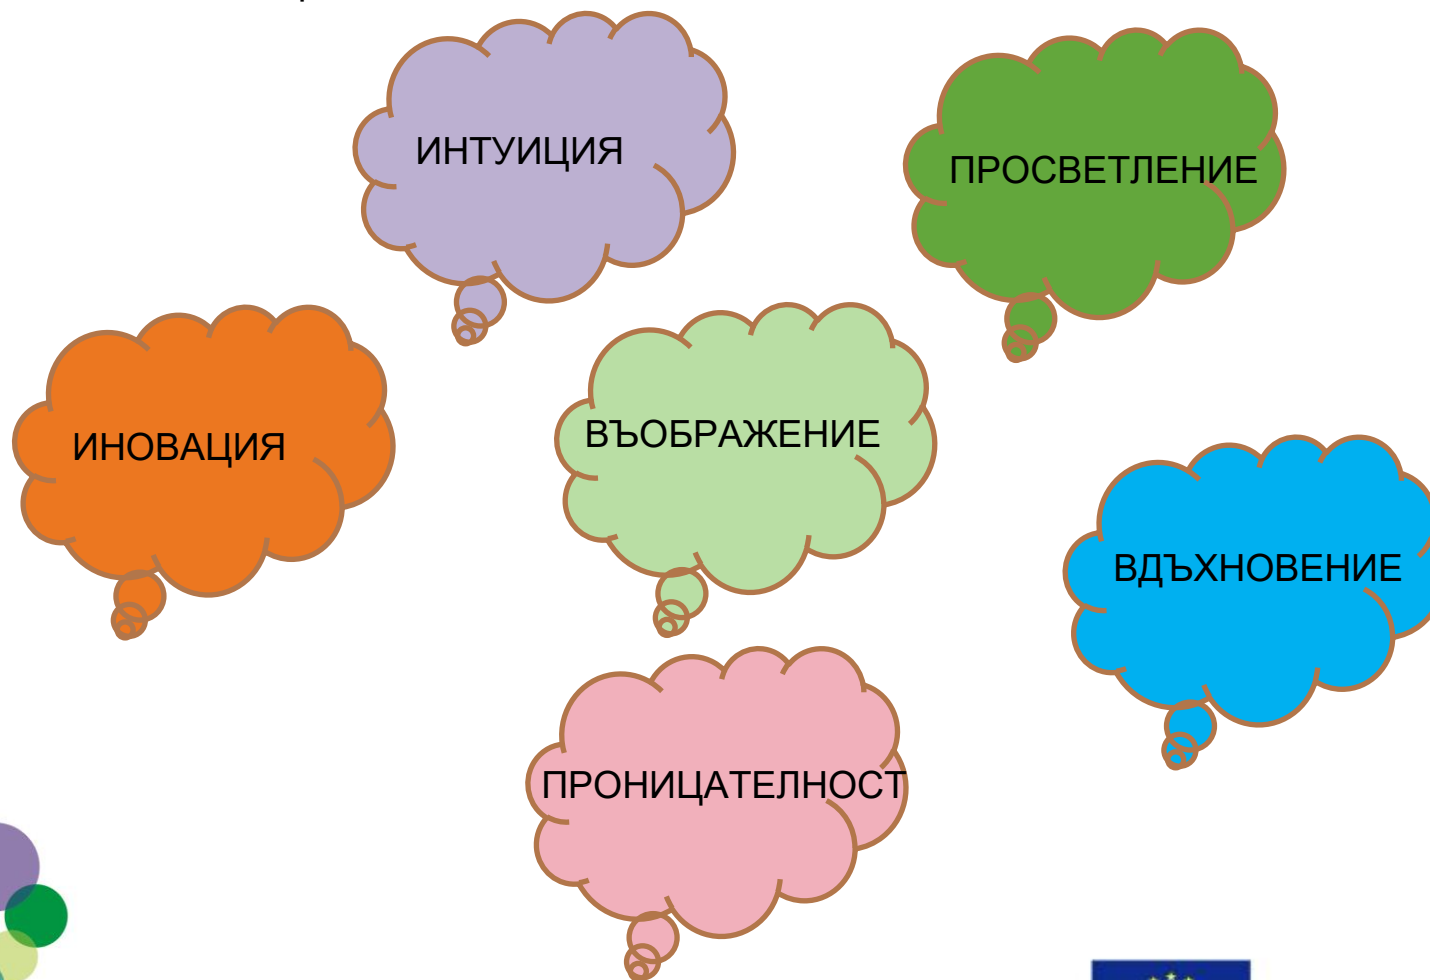 ИНТУИЦИЯ
ПРОСВЕТЛЕНИЕ
ИНОВАЦИЯ
ВЪОБРАЖЕНИЕ
ВДЪХНОВЕНИЕ
ПРОНИЦАТЕЛНОСТ